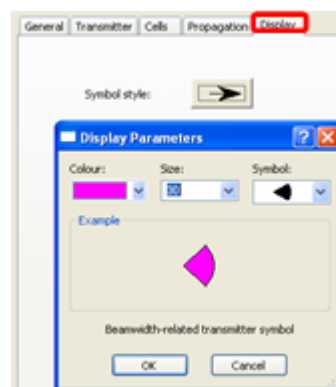 General Transmitter Cells Propagation Display
Symbol style:
Display Parameters
Colour: Size: Symbol:
30
Example
Beamwidth-related transmitter symbol
OK Cancel